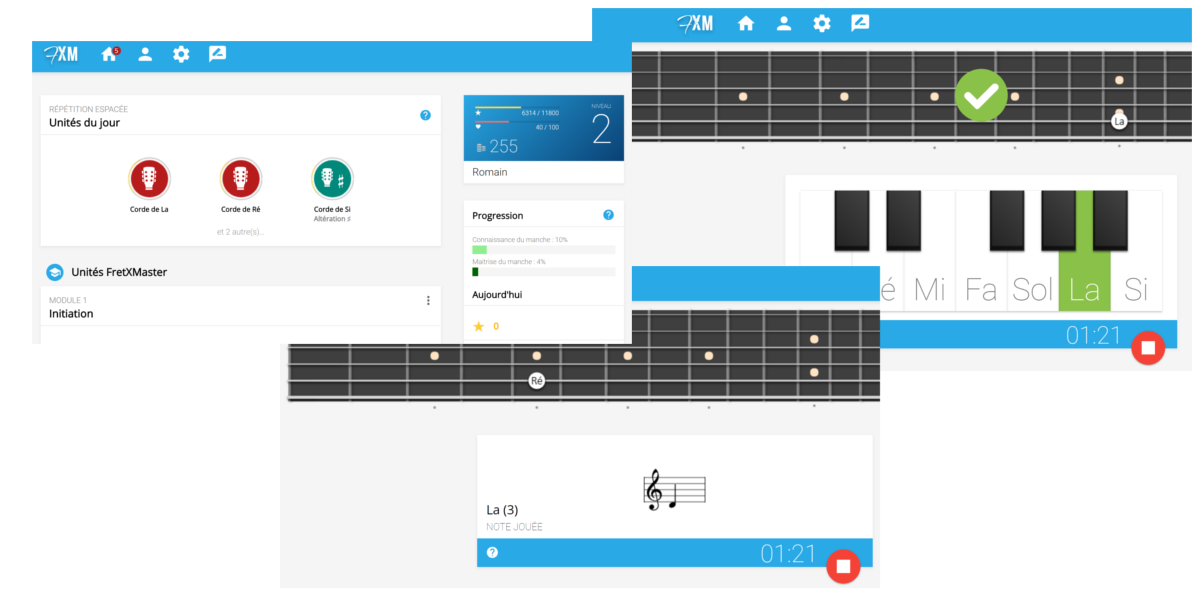 FXM
5
RÉPÉTITION ESPACÉE
Unités du jour
Corde de La
Corde de Ré
Corde de Si
Altération #
et 2 autre(s)...
Unités FretXMaster
MODULE 1
Initiation
6314 / 11800
40 / 100
255
NIVEAU
2
Romain
Progression
Connaissance du manche : 10%
Maitrise du manche : 4%
Aujourd'hui
0
FXM
La
é Mi Fa Sol La Si
01:21
Ré
La (3)
NOTE JOUÉE
01:21